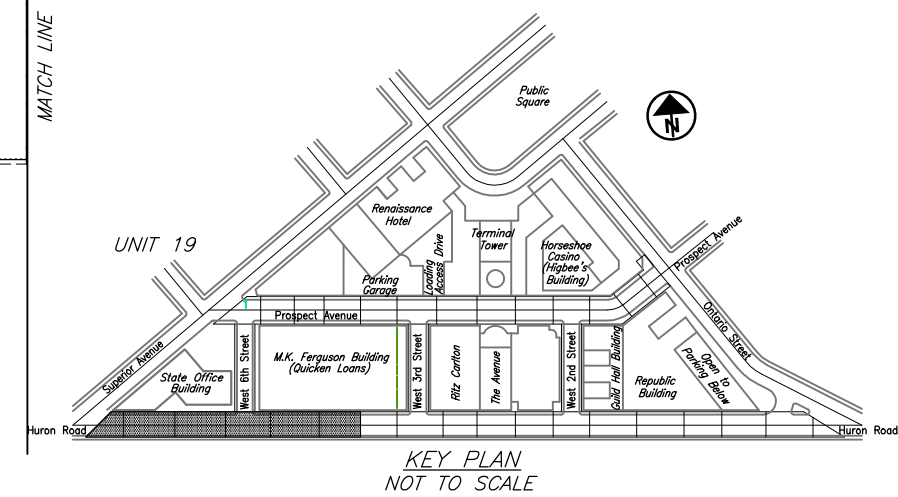 MATCH LINE
Public
Square
N
UNIT 19
Renaissance
Hotel
Terminal
Tower
Horseshoe
Casino
(Higbee's
Building)
Prospect Avenue
Loading
Access Drive
Parking
Garage
Prospect Avenue
Ontario Street
Superior Avenue
State Office
Building
West 6th Street
M.K. Ferguson Building
(Quicken Loans)
West 3rd Street
Ritz Carlton
The Avenue
West 2nd Street
Guild Hall Building
Republic
Building
Open to
Parking Below
Huron Road
Huron Road
KEY PLAN
NOT TO SCALE